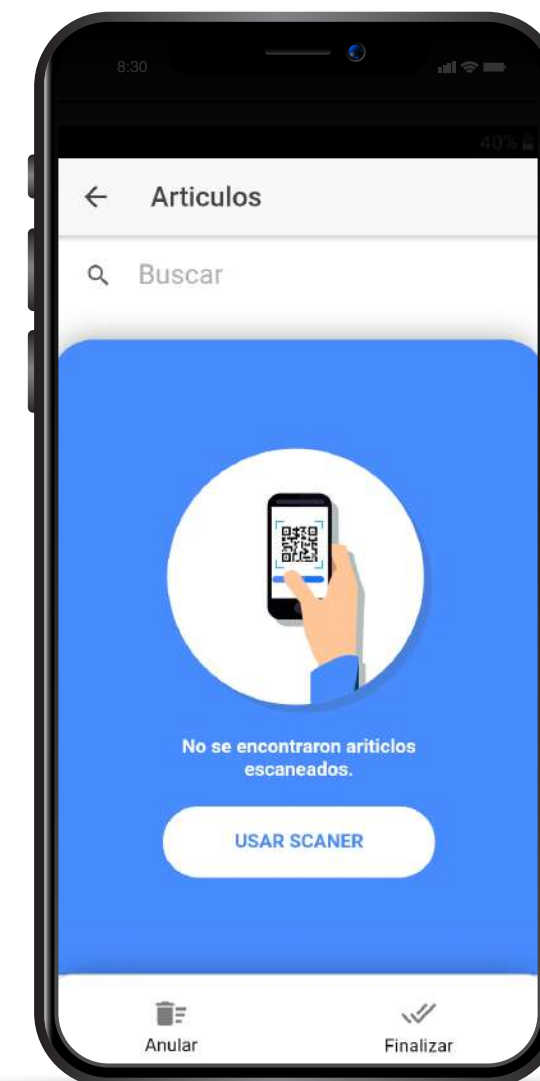 8:30
40%
Articulos
Buscar
No se encontraron ariticlos
escaneados.
USAR SCANER
Anular
Finalizar